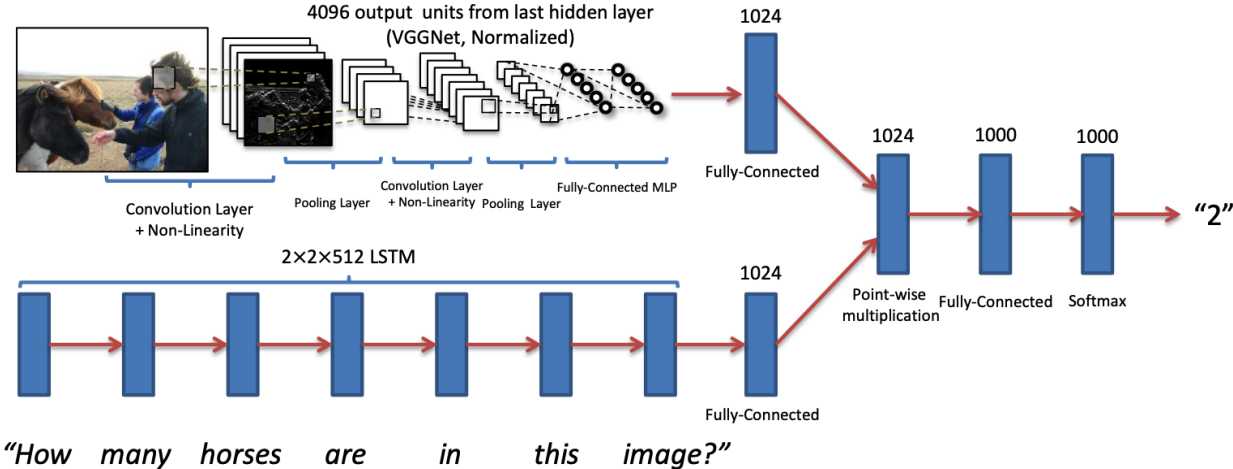 4096 output units from last hidden layer
(VGGNet, Normalized)
Convolution Layer
+ Non-Linearity
Pooling Layer
Convolution Layer
+ Non-Linearity
Pooling Layer
Fully-Connected MLP
1024
Fully-Connected
2×2×512 LSTM
1024
Fully-Connected
1024
Point-wise
multiplication
1000
Fully-Connected
1000
Softmax
“2”
“How many horses are in this image?”